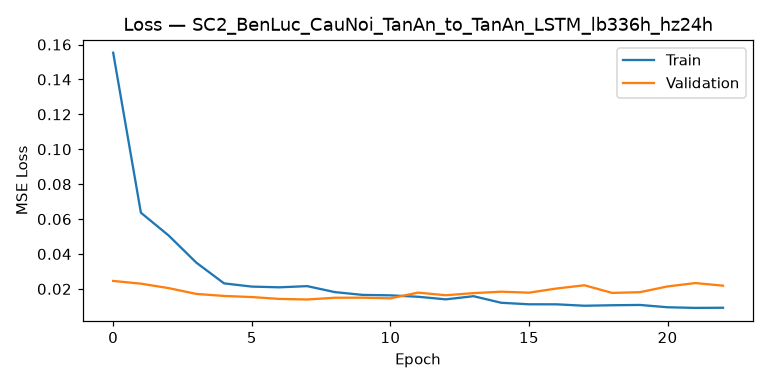 Loss — SC2_BenLuc_CauNoi_TanAn_to_TanAn_LSTM_lb336h_hz24h
Train
Validation
MSE Loss
0.16
0.14
0.12
0.10
0.08
0.06
0.04
0.02
0
5
10
15
20
Epoch